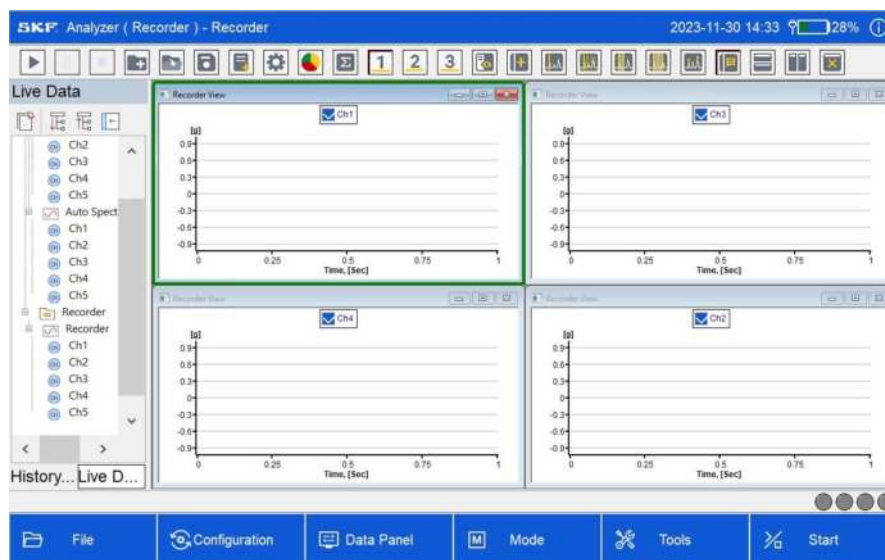 SKF Analyzer ( Recorder ) - Recorder
2023-11-30 14:33
28%
1
2
3
Live Data
Ch2
Ch3
Ch4
Ch5
Auto Spect
Ch1
Ch2
Ch3
Ch4
Ch5
Recorder
Recorder
Ch1
Ch2
Ch3
Ch4
Ch5
History...
Live D...
Recorder View
Ch1
[g]
0.9
0.6
0.3
0
-0.3
-0.6
-0.9
0
0.25
0.5
0.75
1
Time, [Sec]
Recorder View
Ch3
[g]
0.9
0.6
0.3
0
-0.3
-0.6
-0.9
0
0.25
0.5
0.75
1
Time, [Sec]
Recorder View
Ch4
[g]
0.9
0.6
0.3
0
-0.3
-0.6
-0.9
0
0.25
0.5
0.75
1
Time, [Sec]
Recorder View
Ch2
[g]
0.9
0.6
0.3
0
-0.3
-0.6
-0.9
0
0.25
0.5
0.75
1
Time, [Sec]
File
Configuration
Data Panel
M
Mode
Tools
Start